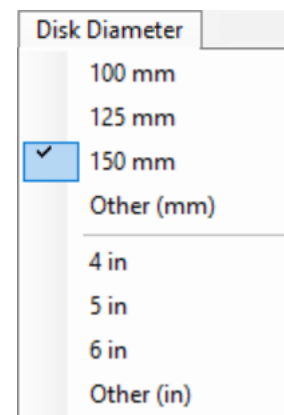 Disk Diameter
100 mm
125 mm
150 mm
Other (mm)
4 in
5 in
6 in
Other (in)